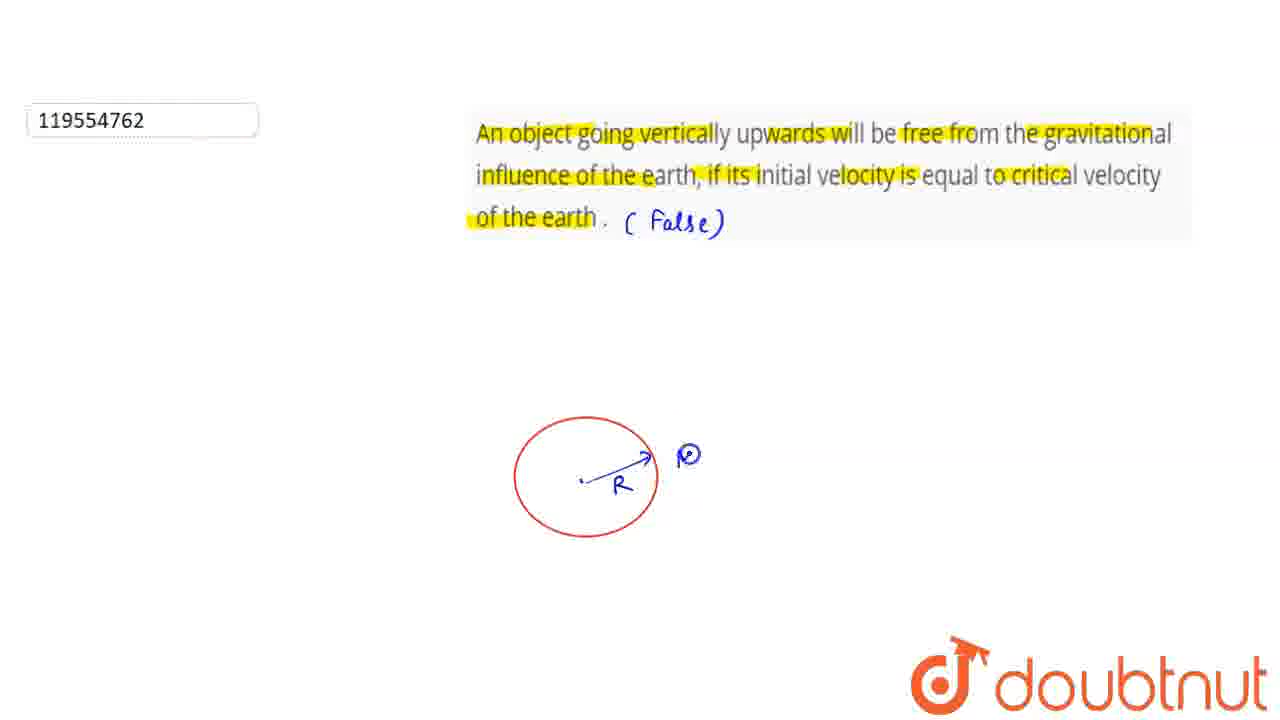 119554762
An object going vertically upwards will be free from the gravitational
influence of the earth, if its initial velocity is equal to critical velocity
of the earth . ( False)
R
doubtnut